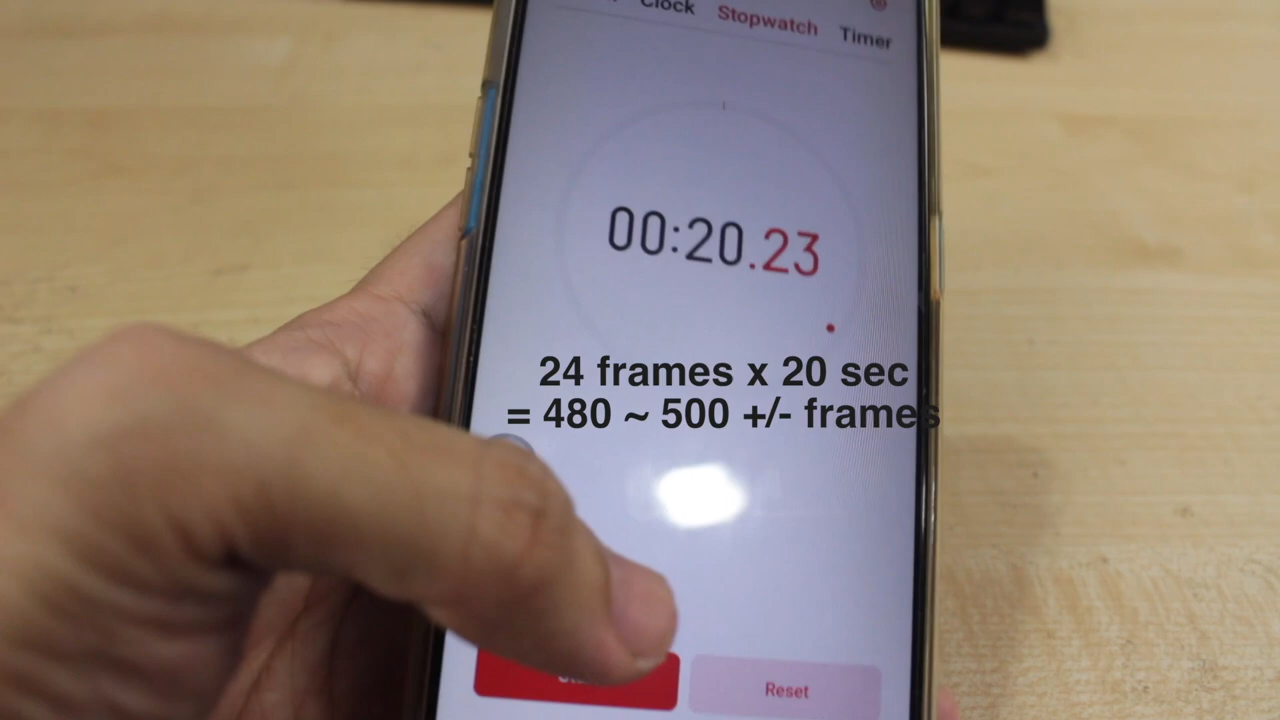 Clock Stopwatch Timer
00:20.23
24 frames x 20 sec
= 480 ~ 500 +/- frames
Reset